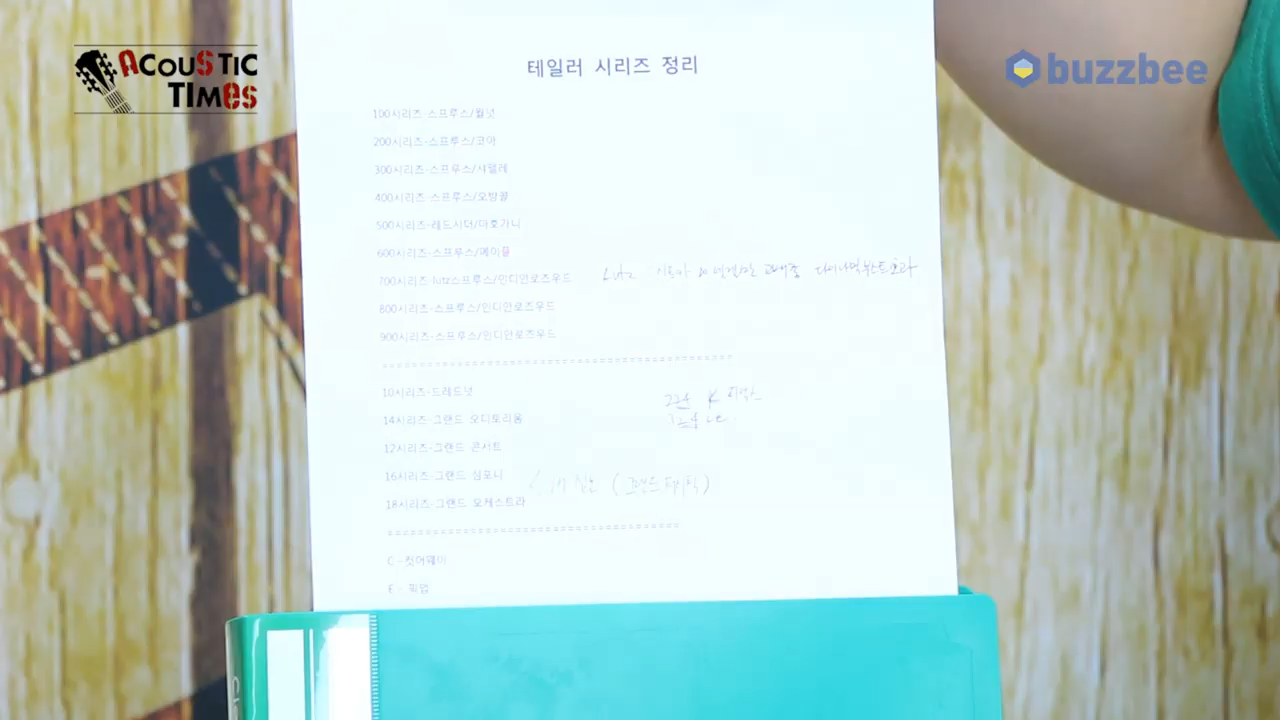 ACOUSTIC
TIMES
buzzbee
테일러 시리즈 정리
100시리즈-스프루스/월넛
200시리즈-스프루스/코아
300시리즈-스프루스/사펠레
400시리즈-스프루스/오방콜
500시리즈-레드시더/마호가니
600시리즈-스프루스/메이플
700시리즈-lutz스프루스/인디언로즈우드
Lutz
800시리즈-스프루스/인디언로즈우드
900시리즈-스프루스/인디언로즈우드
10시리즈-드레드넛
14시리즈-그랜드 오디토리움
12시리즈-그랜드 콘서트
16시리즈-그랜드 심포니
18시리즈-그랜드 오케스트라
C - 컷어웨이
E - 픽업